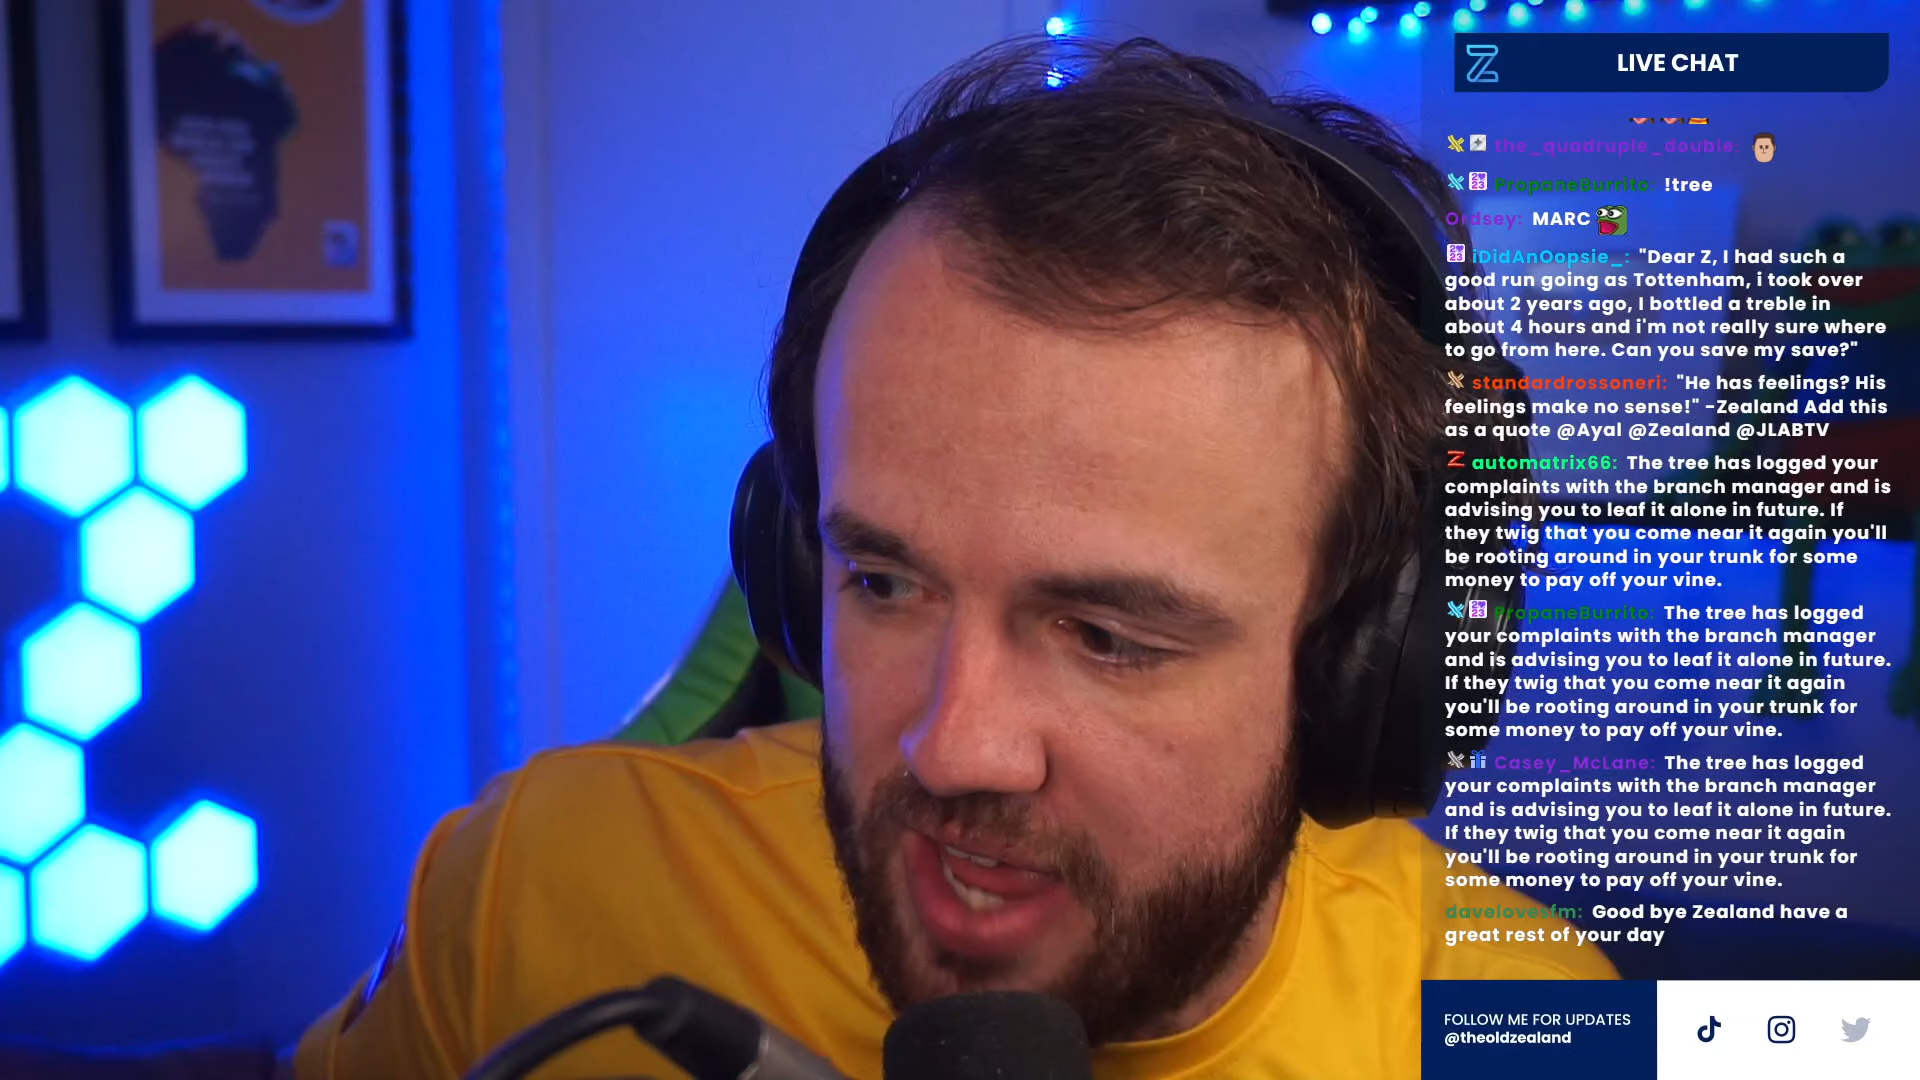 LIVE CHAT
the_quadruple_double:
PropaneBurrito: !tree
Ordsey: MARC
iDidAnOopsie_: "Dear Z, I had such a
good run going as Tottenham, i took over
about 2 years ago, I bottled a treble in
about 4 hours and i'm not really sure where
to go from here. Can you save my save?"
standardrossoneri: "He has feelings? His
feelings make no sense!" -Zealand Add this
as a quote @Ayal @Zealand @JLABTV
automatrix66: The tree has logged your
complaints with the branch manager and is
advising you to leaf it alone in future. If
they twig that you come near it again you'll
be rooting around in your trunk for some
money to pay off your vine.
PropaneBurrito: The tree has logged
your complaints with the branch manager
and is advising you to leaf it alone in future.
If they twig that you come near it again
you'll be rooting around in your trunk for
some money to pay off your vine.
Casey_McLane: The tree has logged
your complaints with the branch manager
and is advising you to leaf it alone in future.
If they twig that you come near it again
you'll be rooting around in your trunk for
some money to pay off your vine.
davelovesfm: Good bye Zealand have a
great rest of your day
FOLLOW ME FOR UPDATES
@theoldzealand